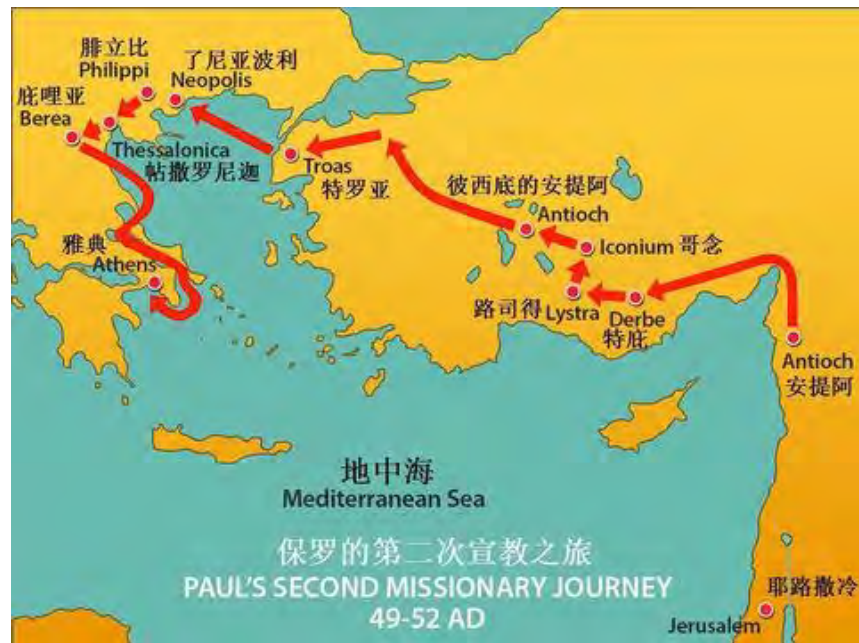 腓立比
Philippi
了尼亚波利
Neopolis
庇哩亚
Berea
Thessalonica
帖撒罗尼迦
Troas
特罗亚
彼西底的安提阿
Antioch
Iconium 哥念
雅典
Athens
路司得 Lystra
Derbe
特庇
Antioch
安提阿
地中海
Mediterranean Sea
保罗的第二次宣教之旅
PAUL'S SECOND MISSIONARY JOURNEY
49-52 AD
耶路撒冷
Jerusalem